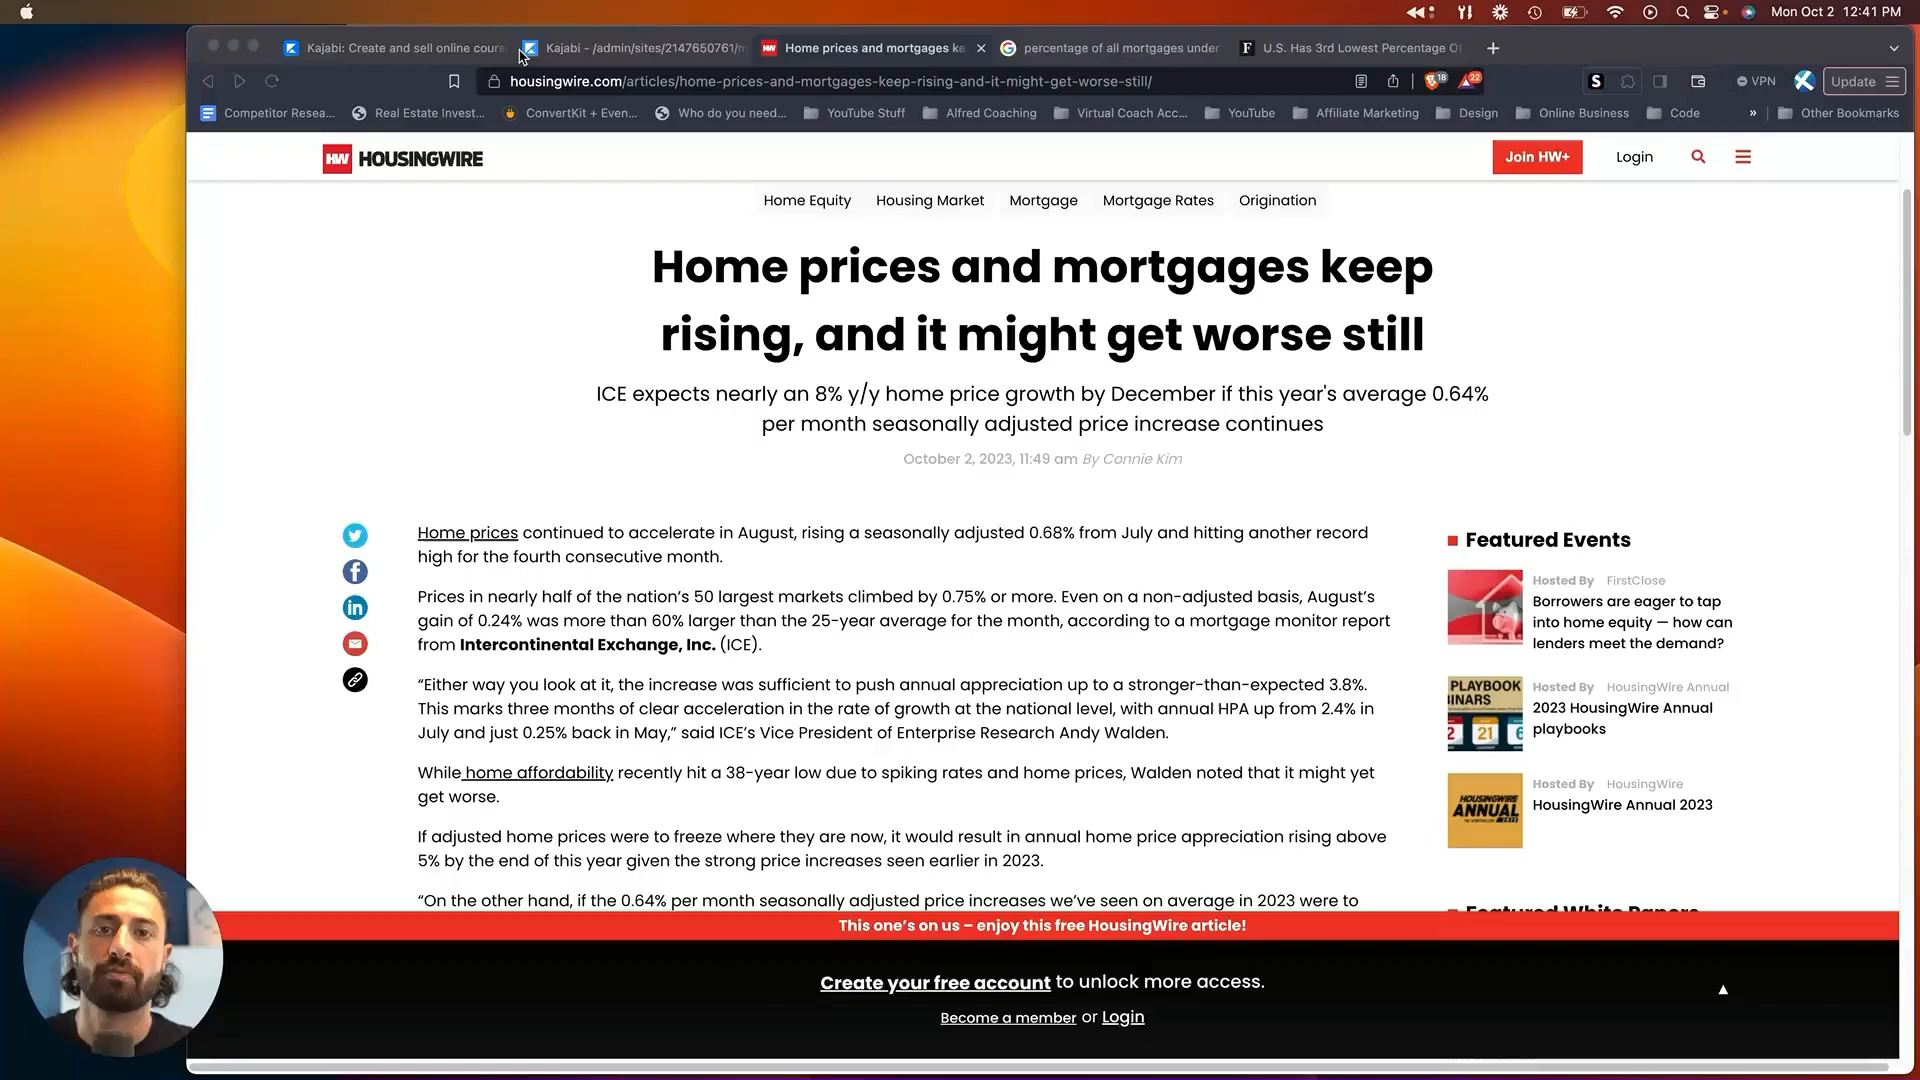 Mon Oct 2 12:41 PM
Kajabi: Create and sell online cours
Kajabi - /admin/sites/2147650761/m
HW
Home prices and mortgages ke
percentage of all mortgages under
F
U.S. Has 3rd Lowest Percentage O
housingwire.com/articles/home-prices-and-mortgages-keep-rising-and-it-might-get-worse-still/
18
22
S
VPN
Update
Competitor Resea...
Real Estate Invest...
ConvertKit + Even...
Who do you need...
YouTube Stuff
Alfred Coaching
Virtual Coach Acc...
YouTube
Affiliate Marketing
Design
Online Business
Code
»
Other Bookmarks
HW HOUSINGWIRE
Join HW+
Login
Home Equity
Housing Market
Mortgage
Mortgage Rates
Origination
Home prices and mortgages keep
rising, and it might get worse still
ICE expects nearly an 8% y/y home price growth by December if this year's average 0.64%
per month seasonally adjusted price increase continues
October 2, 2023, 11:49 am By Connie Kim
Home prices continued to accelerate in August, rising a seasonally adjusted 0.68% from July and hitting another record
high for the fourth consecutive month.
Prices in nearly half of the nation’s 50 largest markets climbed by 0.75% or more. Even on a non-adjusted basis, August’s
gain of 0.24% was more than 60% larger than the 25-year average for the month, according to a mortgage monitor report
from Intercontinental Exchange, Inc. (ICE).
“Either way you look at it, the increase was sufficient to push annual appreciation up to a stronger-than-expected 3.8%.
This marks three months of clear acceleration in the rate of growth at the national level, with annual HPA up from 2.4% in
July and just 0.25% back in May,” said ICE’s Vice President of Enterprise Research Andy Walden.
While home affordability recently hit a 38-year low due to spiking rates and home prices, Walden noted that it might yet
get worse.
If adjusted home prices were to freeze where they are now, it would result in annual home price appreciation rising above
5% by the end of this year given the strong price increases seen earlier in 2023.
“On the other hand, if the 0.64% per month seasonally adjusted price increases we’ve seen on average in 2023 were to
Featured Events
Hosted By FirstClose
Borrowers are eager to tap
into home equity — how can
lenders meet the demand?
PLAYBOOK
INARS
2 21 6
Hosted By HousingWire Annual
2023 HousingWire Annual
playbooks
HOUSINGWIRE
ANNUAL
Hosted By HousingWire
HousingWire Annual 2023
Featured White Papers
This one’s on us – enjoy this free HousingWire article!
Create your free account to unlock more access.
Become a member or Login